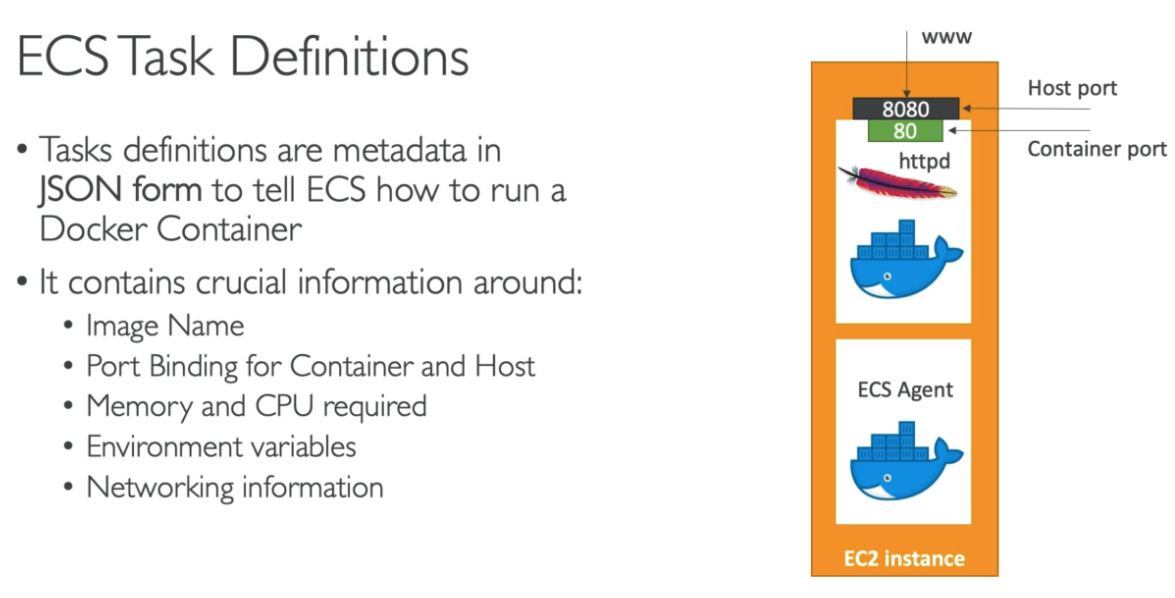 ECS Task Definitions
• Tasks definitions are metadata in
JSON form to tell ECS how to run a
Docker Container
• It contains crucial information around:
• Image Name
• Port Binding for Container and Host
• Memory and CPU required
• Environment variables
• Networking information
www
Host port
8080
80
Container port
httpd
ECS Agent
EC2 instance